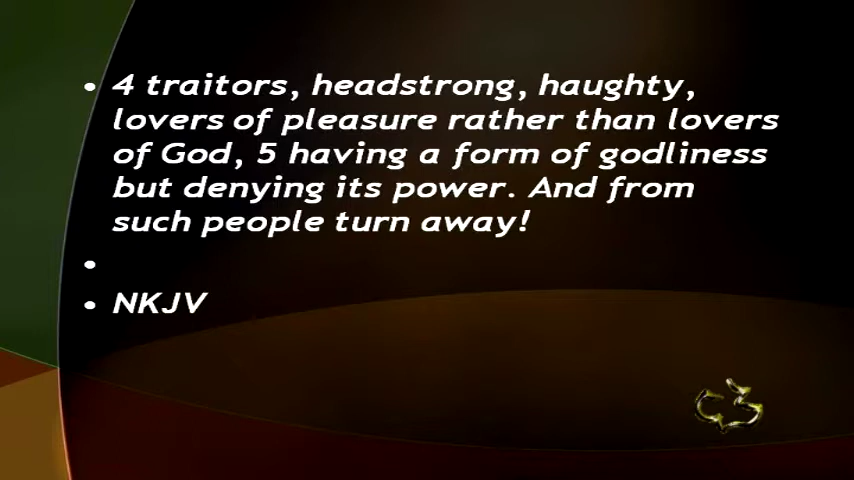 • 4 traitors, headstrong, haughty,
lovers of pleasure rather than lovers
of God, 5 having a form of godliness
but denying its power. And from
such people turn away!
•
• NKJV
C3